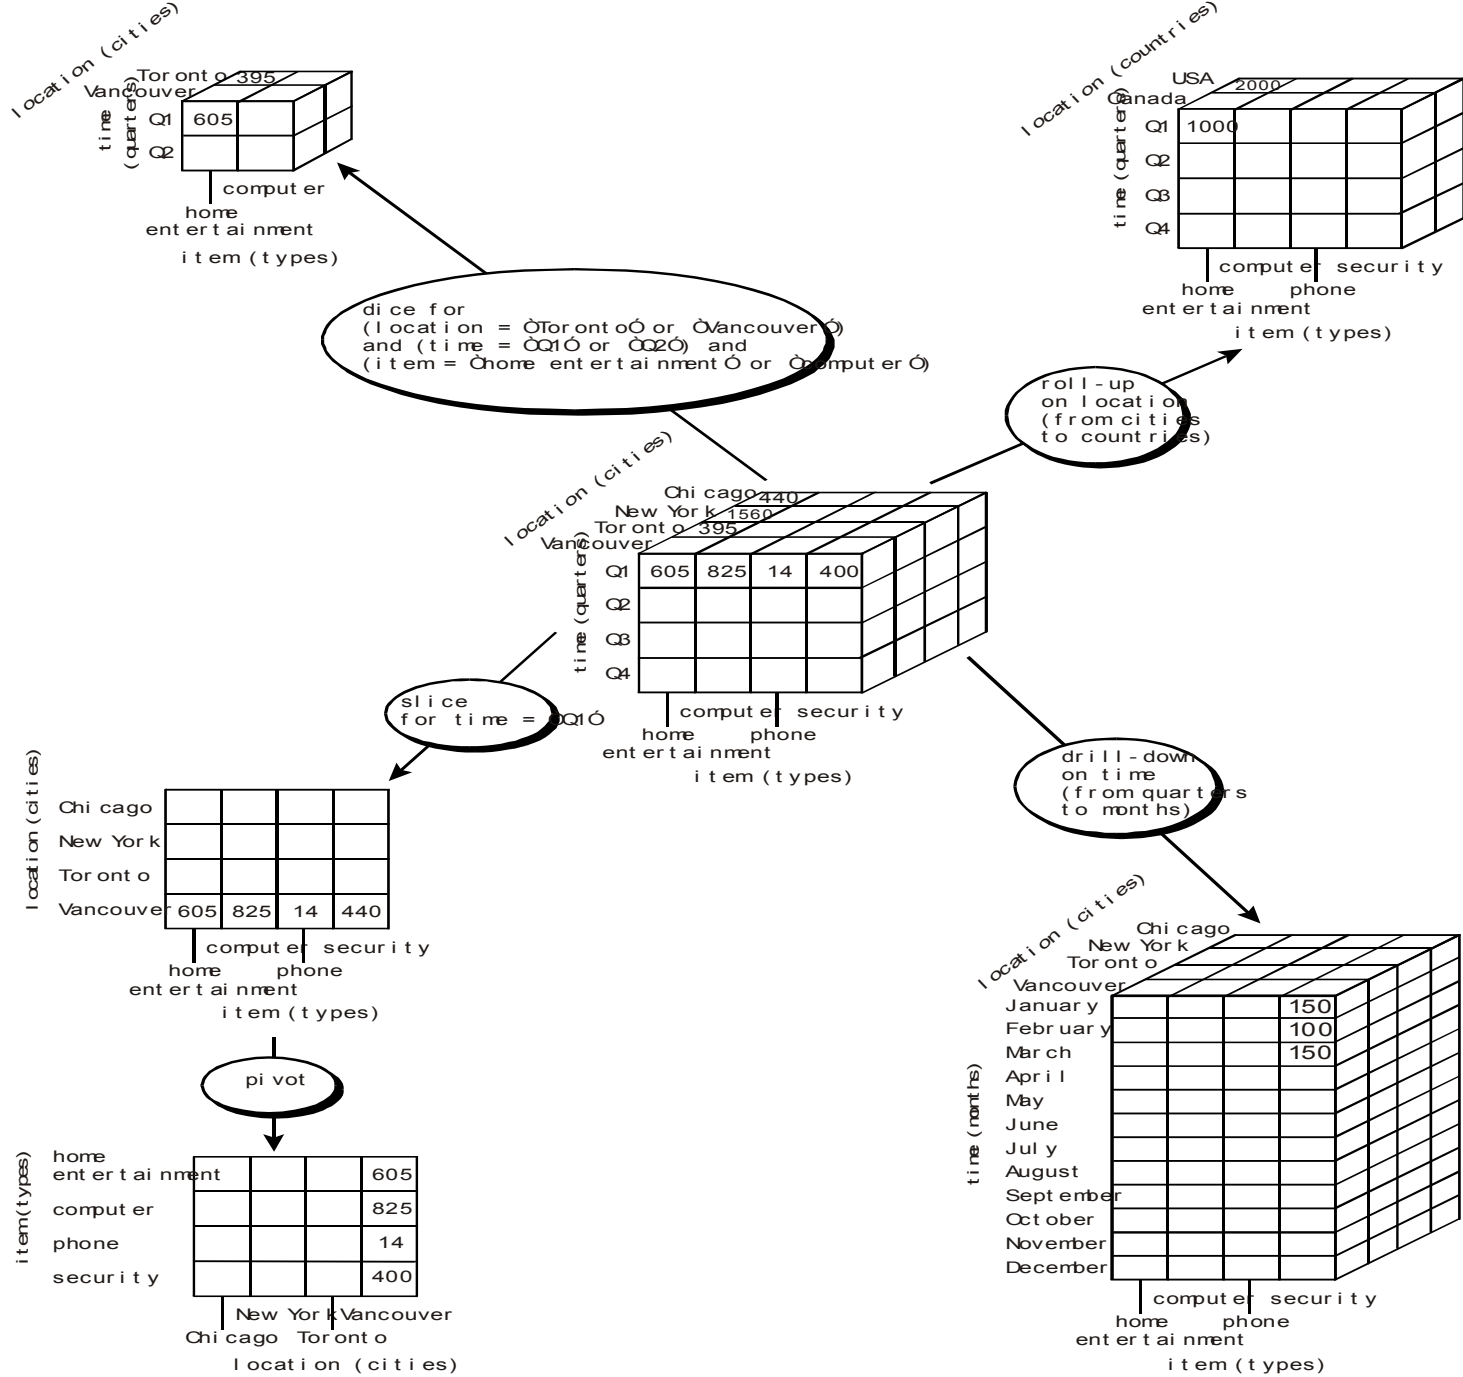 location (cities)
Toronto 395
Vancouver
time (quarters)
Q1 605
Q2
computer
home
entertainment
item (types)
location (countries)
USA 2000
Canada
time (quarters)
Q1 1000
Q2
Q3
Q4
computer security
home phone
entertainment
item (types)
dice for
(location = ÒTorontoÓ or ÒVancouverÓ)
and (time = ÒQ1Ó or ÒQ2Ó) and
(item = Òhome entertainmentÓ or ÒcomputerÓ)
roll-up
on location
(from cities
to countries)
location (cities)
Chicago 440
New York 1560
Toronto 395
Vancouver
time (quarters)
Q1 605 825 14 400
Q2
Q3
Q4
computer security
home phone
entertainment
item (types)
slice
for time = ÒQ1Ó
drill-down
on time
(from quarters
to months)
location (cities)
Chicago
New York
Toronto
Vancouver 605 825 14 440
computer security
home phone
entertainment
item (types)
pivot
item (types)
home
entertainment 605
computer 825
phone 14
security 400
New York Vancouver
Chicago Toronto
location (cities)
location (cities)
Chicago
New York
Toronto
Vancouver
time (months)
January 150
February 100
March 150
April
May
June
July
August
September
October
November
December
computer security
home phone
entertainment
item (types)